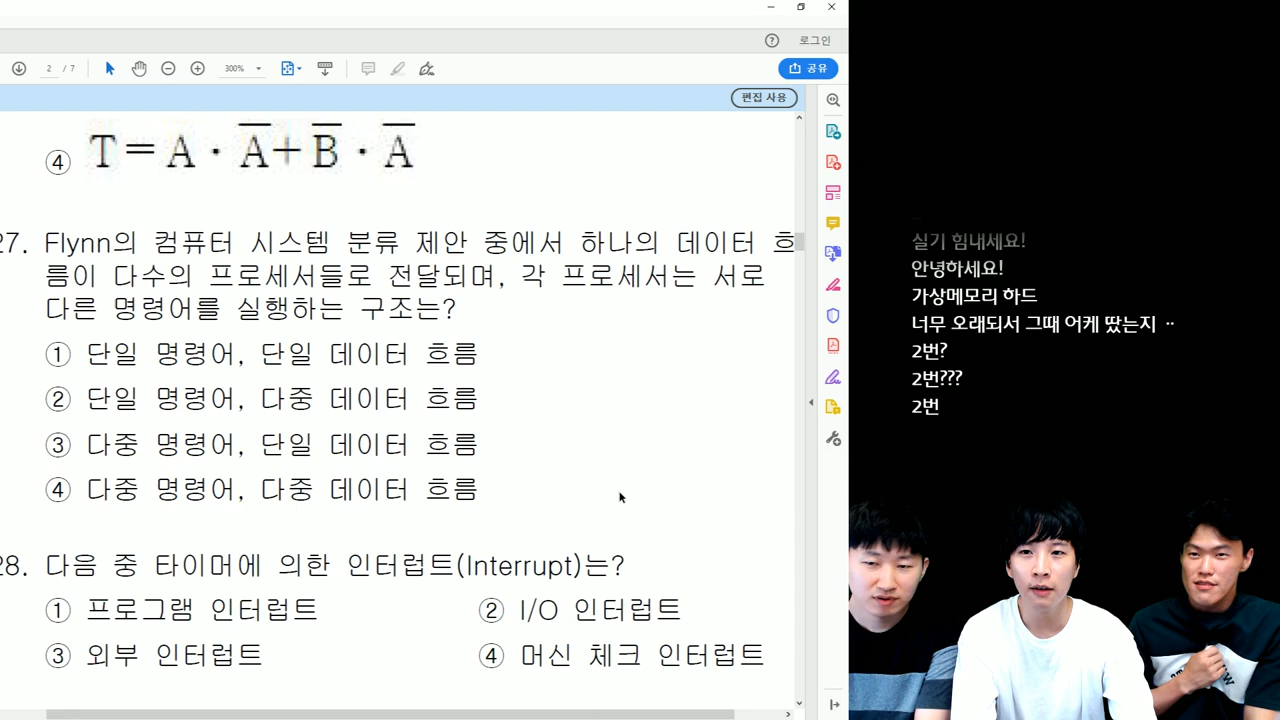 로그인
2 / 7
300%
공유
편집 사용
④ T = A · A̅ + B̅ · A̅
27. Flynn의 컴퓨터 시스템 분류 제안 중에서 하나의 데이터 흐
름이 다수의 프로세서들로 전달되며, 각 프로세서는 서로
다른 명령어를 실행하는 구조는?
① 단일 명령어, 단일 데이터 흐름
② 단일 명령어, 다중 데이터 흐름
③ 다중 명령어, 단일 데이터 흐름
④ 다중 명령어, 다중 데이터 흐름
28. 다음 중 타이머에 의한 인터럽트(Interrupt)는?
① 프로그램 인터럽트 ② I/O 인터럽트
③ 외부 인터럽트 ④ 머신 체크 인터럽트
실기 힘내세요!
안녕하세요!
가상메모리 하드
너무 오래되서 그때 어케 땄는지 ··
2번?
2번???
2번